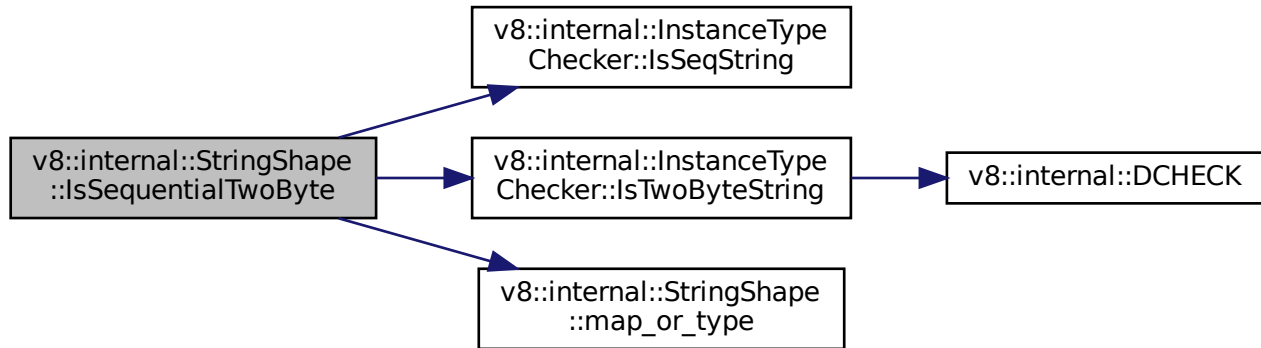 v8::internal::InstanceType
Checker::IsSeqString
v8::internal::StringShape
::IsSequentialTwoByte
v8::internal::InstanceType
Checker::IsTwoByteString
v8::internal::DCHECK
v8::internal::StringShape
::map_or_type